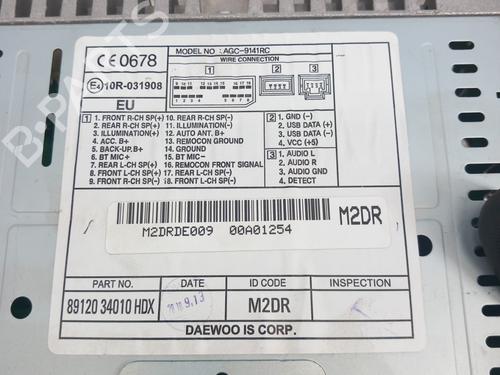 CE 0678
MODEL NO : AGC-9141RC
WIRE CONNECTION
E4 10R-031908
1 2 3
EU
1 1. FRONT R-CH SP(+) 10. REAR R-CH SP(-)
2. REAR R-CH SP(+) 11. ILLUMINATION(-)
3. ILLUMINATION(+) 12. AUTO ANT. B+
4. ACC. B+ 13. REMOCON GROUND
5. BACK-UP.B+ 14. GROUND
6. BT MIC+ 15. BT MIC-
7. REAR L-CH SP(+) 16. REMOCON FRONT SIGNAL
8. FRONT L-CH SP(+) 17. REAR L-CH SP(-)
9. FRONT R-CH SP(-) 18. FRONT L-CH SP(-)
2 1. GND (-)
2. USB DATA (+)
3. USB DATA (-)
4. VCC (+5)
3 1. AUDIO L
2. AUDIO R
3. AUDIO GND
4. DETECT
M2DRDE009 00A01254
M2DR
PART NO. DATE ID CODE INSPECTION
89120 34010 HDX M2DR
DAEWOO IS CORP.
B-PARTS